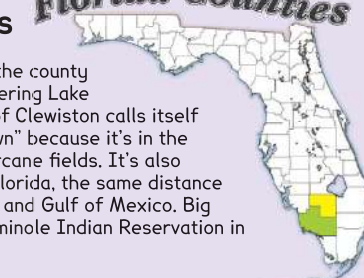 Florida Counties
s
the county
ering Lake
of Clewiston calls itself
wn" because it's in the
rcane fields. It's also
lorida, the same distance
and Gulf of Mexico. Big
minole Indian Reservation in